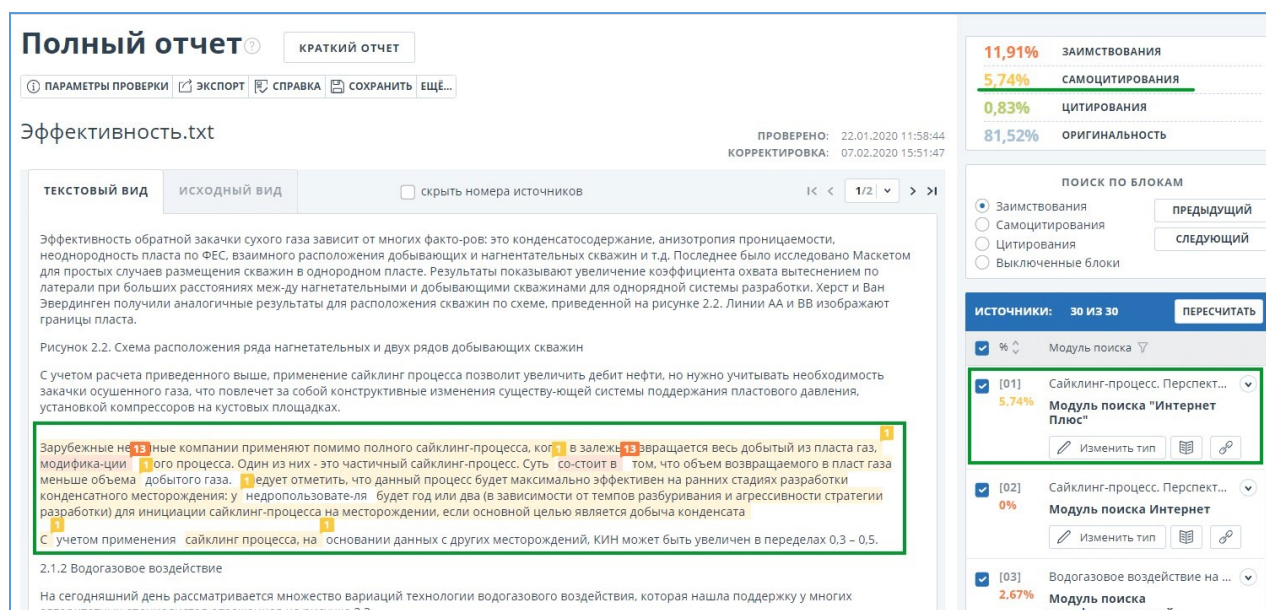 Полный отчет
КРАТКИЙ ОТЧЕТ
ПАРАМЕТРЫ ПРОВЕРКИ ЭКСПОРТ СПРАВКА СОХРАНИТЬ ЕЩЁ...
Эффективность.txt
ПРОВЕРЕНО: 22.01.2020 11:58:44
КОРРЕКТИРОВКА: 07.02.2020 15:51:47
ТЕКСТОВЫЙ ВИД ИСХОДНЫЙ ВИД скрыть номера источников 1/2
Эффективность обратной закачки сухого газа зависит от многих факто-ров: это конденсатосодержание, анизотропия проницаемости,
неоднородность пласта по ФЕС, взаимного расположения добывающих и нагнентательных скважин и т.д. Последнее было исследовано Маскетом
для простых случаев размещения скважин в однородном пласте. Результаты показывают увеличение коэффициента охвата вытеснением по
латерали при больших расстояниях меж-ду нагнетательными и добывающими скважинами для однорядной системы разработки. Херст и Ван
Эвердинген получили аналогичные результаты для расположения скважин по схеме, приведенной на рисунке 2.2. Линии АА и ВВ изображают
границы пласта.
Рисунок 2.2. Схема расположения ряда нагнетательных и двух рядов добывающих скважин
С учетом расчета приведенного выше, применение сайклинг процесса позволит увеличить дебит нефти, но нужно учитывать необходимость
закачки осушенного газа, что повлечет за собой конструктивные изменения существу-ющей системы поддержания пластового давления,
установкой компрессоров на кустовых площадках.
1
Зарубежные 13 компании применяют помимо полного сайклинг-процесса, 1 в 13 весь добытый из пласта газ,
модифика-ции 1 процесса. Один из них - это частичный сайклинг-процесс. Суть со-стоит в том, что объем возвращаемого в пласт газа
меньше объема добытого газа. 1 отметить, что данный процесс будет максимально эффективен на ранних стадиях разработки
конденсатного месторождения: у недропользовате-ля будет год или два (в зависимости от темпов разбуривания и агрессивности стратегии
разработки) для инициации сайклинг-процесса на месторождении, если основной целью является добыча конденсата
1 1
С учетом применения сайклинг процесса, на основании данных с других месторождений, КИН может быть увеличен в пределах 0,3 – 0,5.
2.1.2 Водогазовое воздействие
На сегодняшний день рассматривается множество вариаций технологии водогазового воздействия, которая нашла поддержку у многих
11,91% ЗАИМСТВОВАНИЯ
5,74% САМОЦИТИРОВАНИЯ
0,83% ЦИТИРОВАНИЯ
81,52% ОРИГИНАЛЬНОСТЬ
ПОИСК ПО БЛОКАМ
Заимствования
Самоцитирования
Цитирования
Выключенные блоки
ПРЕДЫДУЩИЙ
СЛЕДУЮЩИЙ
ИСТОЧНИКИ: 30 ИЗ 30 ПЕРЕСЧИТАТЬ
% Модуль поиска
[01] Сайклинг-процесс. Перспект...
5,74% Модуль поиска "Интернет
Плюс"
Изменить тип
[02] Сайклинг-процесс. Перспект...
0% Модуль поиска Интернет
Изменить тип
[03] Водогазовое воздействие на ...
2,67% Модуль поиска